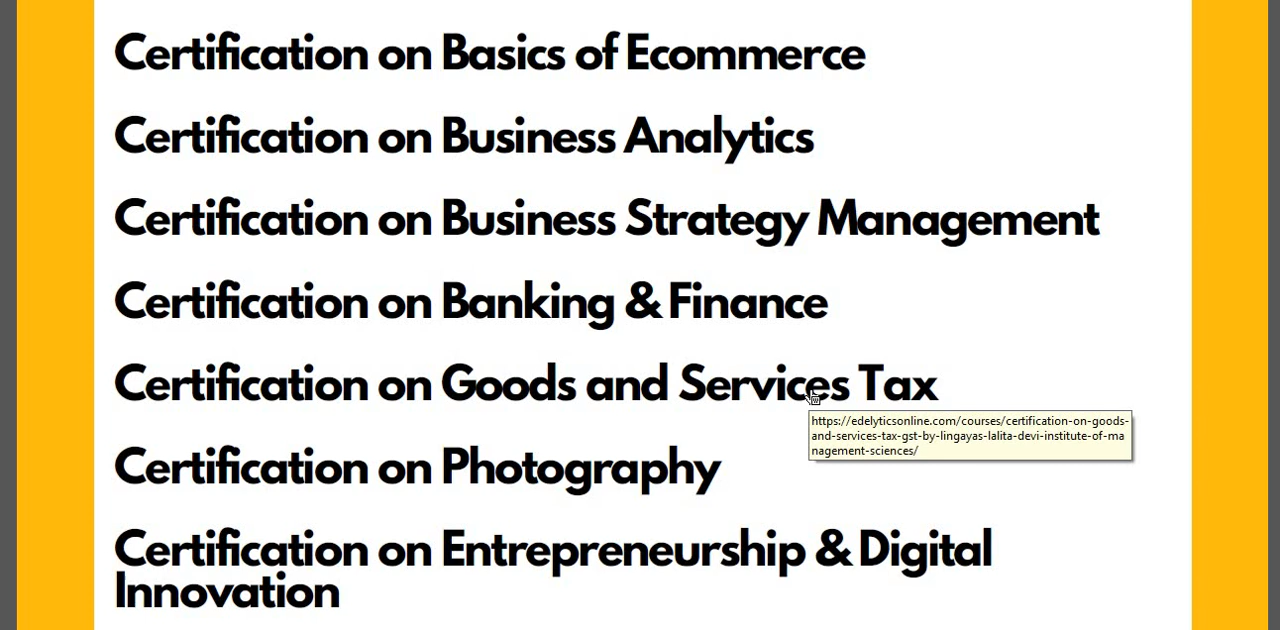 Certification on Basics of Ecommerce
Certification on Business Analytics
Certification on Business Strategy Management
Certification on Banking & Finance
Certification on Goods and Services Tax
https://edelyticsonline.com/courses/certification-on-goods-
and-services-tax-gst-by-lingayas-lalita-devi-institute-of-ma
nagement-sciences/
Certification on Photography
Certification on Entrepreneurship & Digital
Innovation